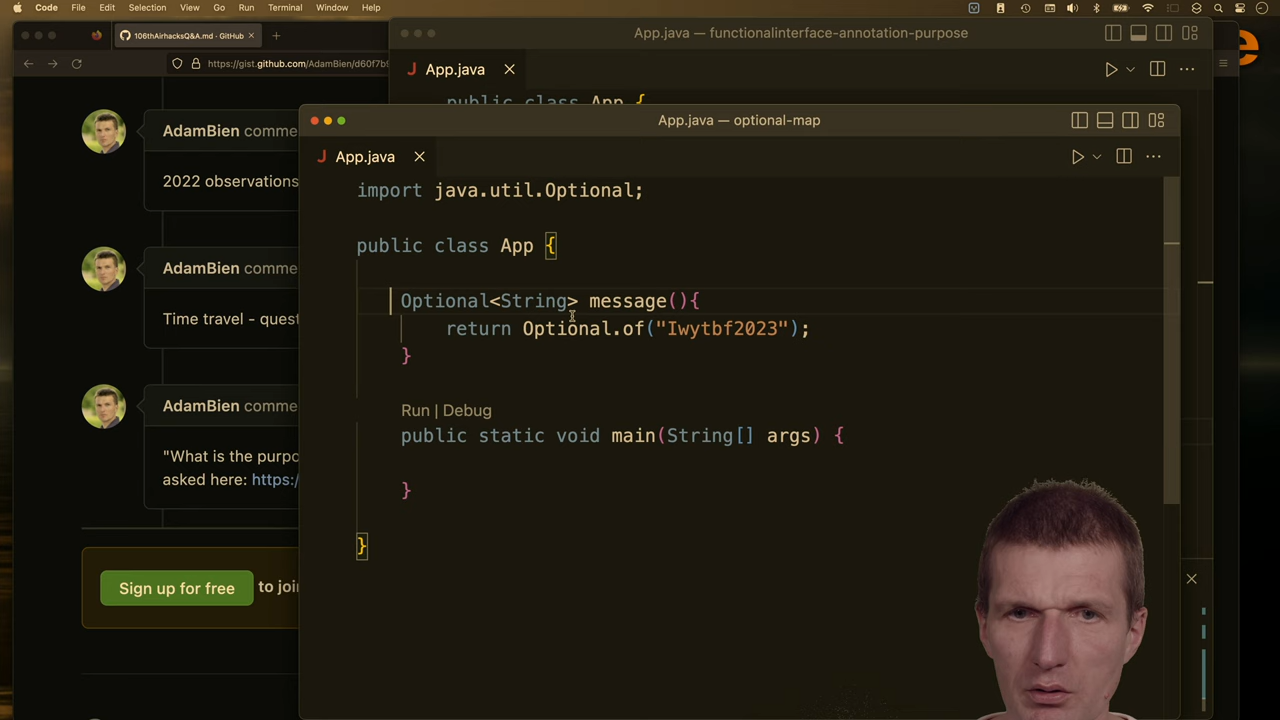 Code File Edit Selection View Go Run Terminal Window Help
106thAirhacksQ&A.md · GitHub
https://gist.github.com/AdamBien/d60f7b
App.java — functionalinterface-annotation-purpose
App.java
public class App {
App.java — optional-map
App.java
import java.util.Optional;
public class App {
Optional<String> message(){
return Optional.of("Iwytbf2023");
}
Run | Debug
public static void main(String[] args) {
}
}
AdamBien comme
2022 observations
AdamBien comme
Time travel - quest
AdamBien comme
"What is the purpo
asked here: https:/
Sign up for free to join